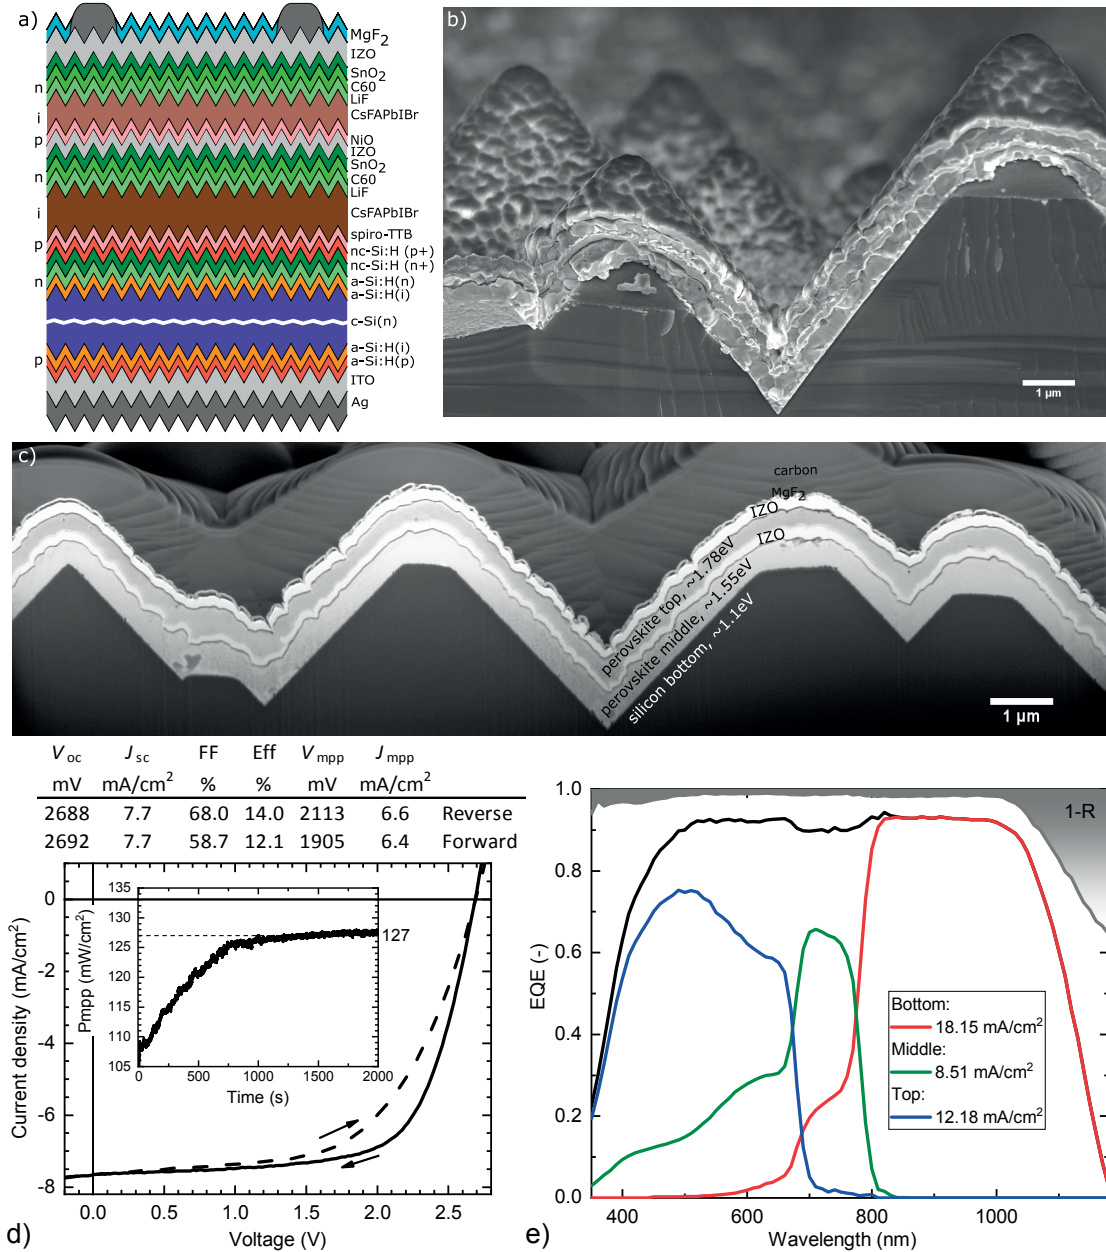 a)
MgF2
IZO
SnO2
n
C60
LiF
i
CsFAPbIBr
p
NiO
IZO
SnO2
n
C60
LiF
i
CsFAPbIBr
spiro-TTB
p
nc-Si:H (p+)
nc-Si:H (n+)
n
a-Si:H(n)
a-Si:H(i)
c-Si(n)
a-Si:H(i)
p
a-Si:H(p)
ITO
Ag
b)
1 µm
c)
carbon
MgF2
IZO
IZO
perovskite top, ~1.78eV
perovskite middle, ~1.55eV
silicon bottom, ~1.1eV
1 µm
Voc Jsc FF Eff Vmpp Jmpp
mV mA/cm2 % % mV mA/cm2
2688 7.7 68.0 14.0 2113 6.6 Reverse
2692 7.7 58.7 12.1 1905 6.4 Forward
d)
Current density (mA/cm2)
0
-2
-4
-6
-8
0.0 0.5 1.0 1.5 2.0 2.5
Voltage (V)
Pmpp (mW/cm2)
135
130
125
120
115
110
105
0 500 1000 1500 2000
Time (s)
127
e)
EQE (-)
1.0
0.8
0.6
0.4
0.2
0.0
400 600 800 1000
Wavelength (nm)
1-R
Bottom:
18.15 mA/cm2
Middle:
8.51 mA/cm2
Top:
12.18 mA/cm2